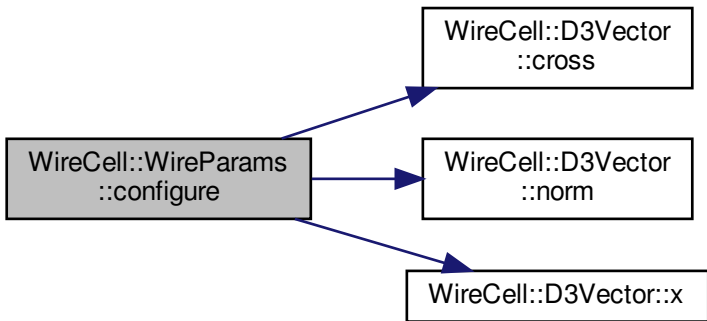 WireCell::D3Vector
::cross
WireCell::WireParams
::configure
WireCell::D3Vector
::norm
WireCell::D3Vector::x